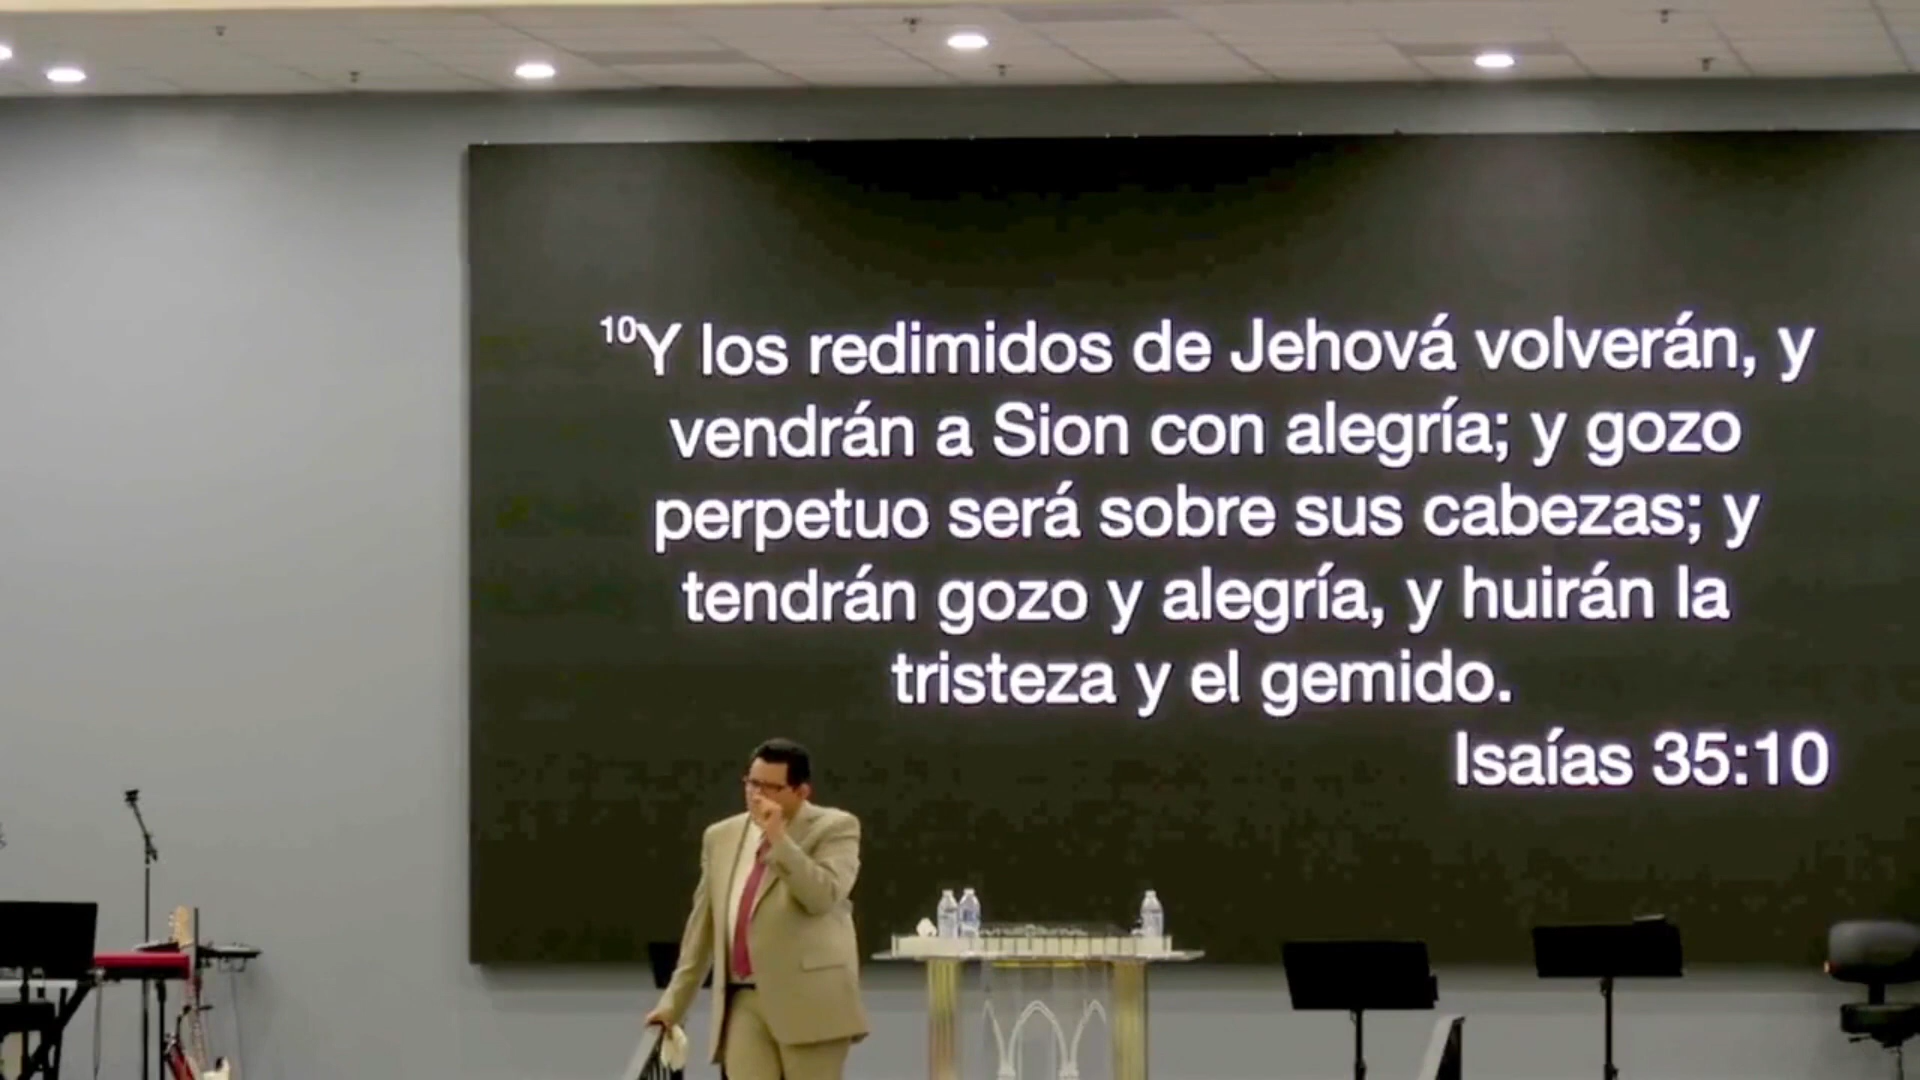 ¹⁰Y los redimidos de Jehová volverán, y
vendrán a Sion con alegría; y gozo
perpetuo será sobre sus cabezas; y
tendrán gozo y alegría, y huirán la
tristeza y el gemido.
Isaías 35:10